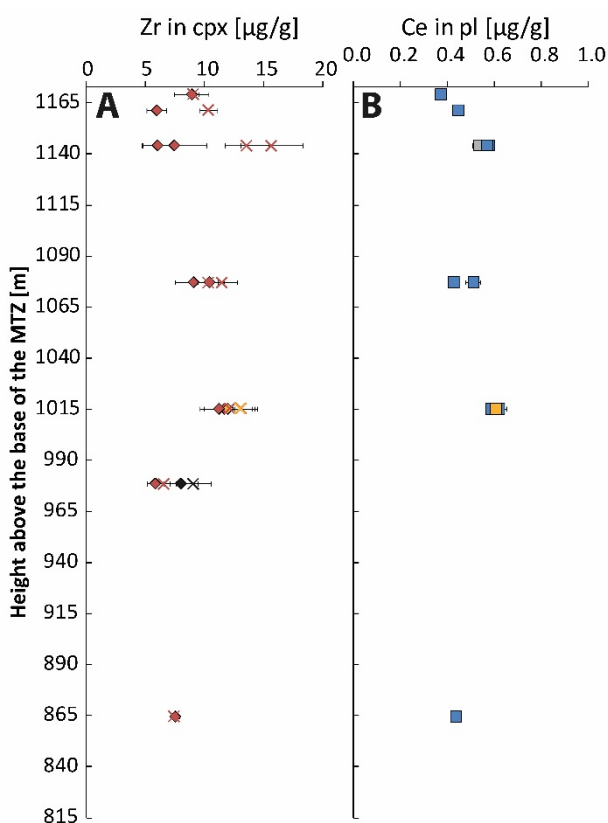 Zr in cpx [µg/g]
Ce in pl [µg/g]
0 5 10 15 20
0.0 0.2 0.4 0.6 0.8 1.0
A
B
Height above the base of the MTZ [m]
1165
1140
1115
1090
1065
1040
1015
990
965
940
915
890
865
840
815